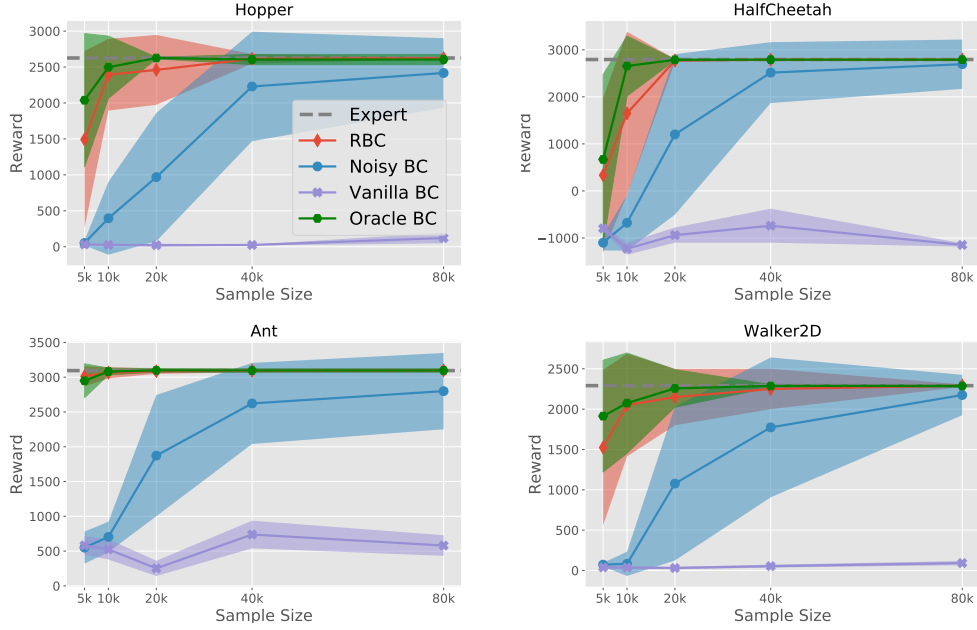 Hopper
3000
2500
2000
1500
1000
500
0
Reward
Expert
RBC
Noisy BC
Vanilla BC
Oracle BC
5k 10k 20k 40k 80k
Sample Size
HalfCheetah
3000
2000
1000
0
−1000
Reward
5k 10k 20k 40k 80k
Sample Size
Ant
3500
3000
2500
2000
1500
1000
500
0
Reward
5k 10k 20k 40k 80k
Sample Size
Walker2D
2500
2000
1500
1000
500
0
Reward
5k 10k 20k 40k 80k
Sample Size